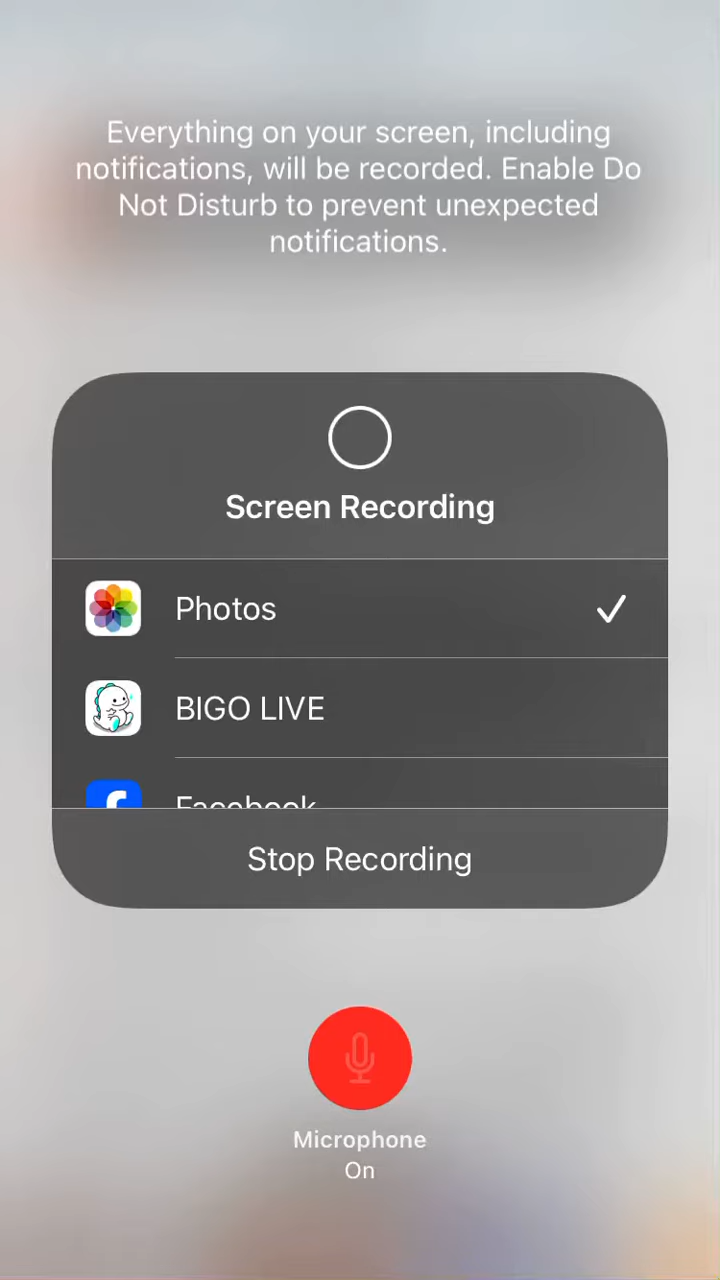 Everything on your screen, including
notifications, will be recorded. Enable Do
Not Disturb to prevent unexpected
notifications.
Screen Recording
Photos
BIGO LIVE
Facebook
Stop Recording
Microphone
On